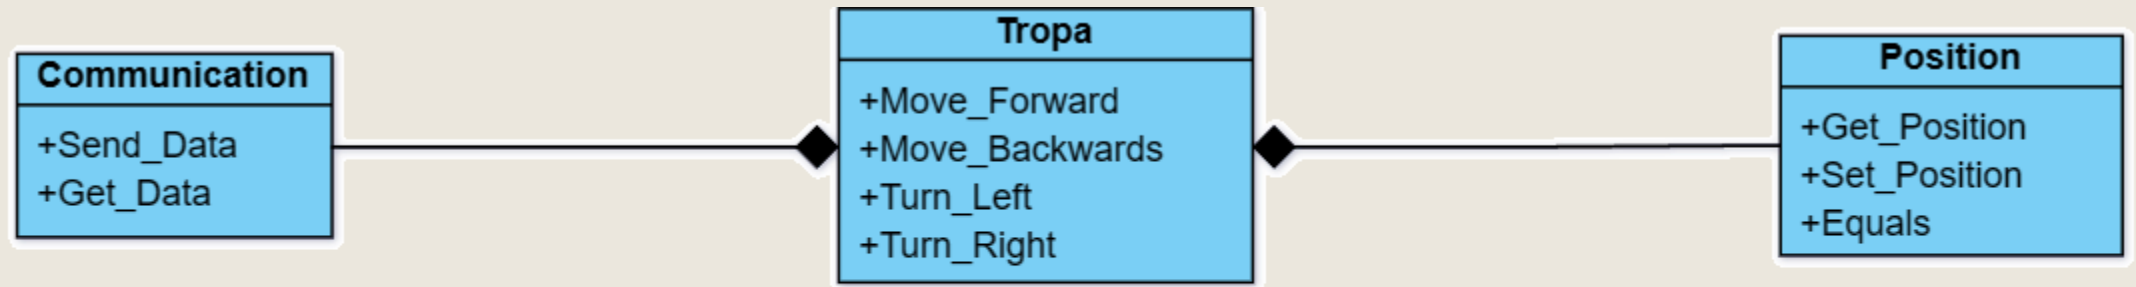 Communication
+Send_Data
+Get_Data
Tropa
+Move_Forward
+Move_Backwards
+Turn_Left
+Turn_Right
Position
+Get_Position
+Set_Position
+Equals